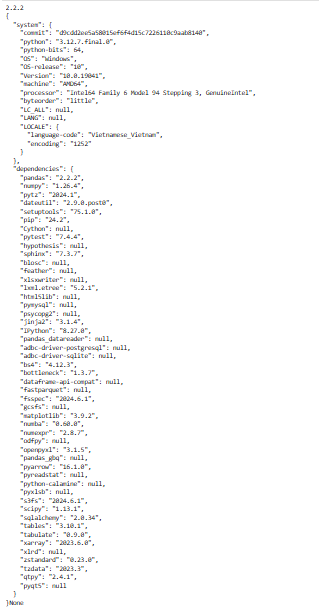 2.2.2
{
  "system": {
    "commit": "d9cdd2ee5a58015ef6f4d15c7226110c9aab8140",
    "python": "3.12.7.final.0",
    "python-bits": 64,
    "OS": "Windows",
    "OS-release": "10",
    "Version": "10.0.19041",
    "machine": "AMD64",
    "processor": "Intel64 Family 6 Model 94 Stepping 3, GenuineIntel",
    "byteorder": "little",
    "LC_ALL": null,
    "LANG": null,
    "LOCALE": {
      "language-code": "Vietnamese_Vietnam",
      "encoding": "1252"
    }
  },
  "dependencies": {
    "pandas": "2.2.2",
    "numpy": "1.26.4",
    "pytz": "2024.1",
    "dateutil": "2.9.0.post0",
    "setuptools": "75.1.0",
    "pip": "24.2",
    "Cython": null,
    "pytest": "7.4.4",
    "hypothesis": null,
    "sphinx": "7.3.7",
    "blosc": null,
    "feather": null,
    "xlsxwriter": null,
    "lxml.etree": "5.2.1",
    "html5lib": null,
    "pymysql": null,
    "psycopg2": null,
    "jinja2": "3.1.4",
    "IPython": "8.27.0",
    "pandas_datareader": null,
    "adbc-driver-postgresql": null,
    "adbc-driver-sqlite": null,
    "bs4": "4.12.3",
    "bottleneck": "1.3.7",
    "dataframe-api-compat": null,
    "fastparquet": null,
    "fsspec": "2024.6.1",
    "gcsfs": null,
    "matplotlib": "3.9.2",
    "numba": "0.60.0",
    "numexpr": "2.8.7",
    "odfpy": null,
    "openpyxl": "3.1.5",
    "pandas_gbq": null,
    "pyarrow": "16.1.0",
    "pyreadstat": null,
    "python-calamine": null,
    "pyxlsb": null,
    "s3fs": "2024.6.1",
    "scipy": "1.13.1",
    "sqlalchemy": "2.0.34",
    "tables": "3.10.1",
    "tabulate": "0.9.0",
    "xarray": "2023.6.0",
    "xlrd": null,
    "zstandard": "0.23.0",
    "tzdata": "2023.3",
    "qtpy": "2.4.1",
    "pyqt5": null
  }
}None